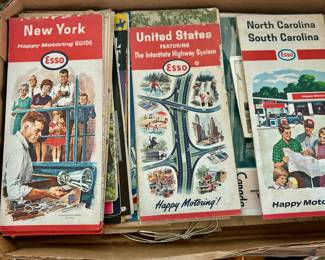 New York
Happy Motoring GUIDE
Esso
United States
FEATURING
The Interstate Highway System
Esso
Happy Motoring!
North Carolina
South Carolina
Esso
Happy Motoring
Canada